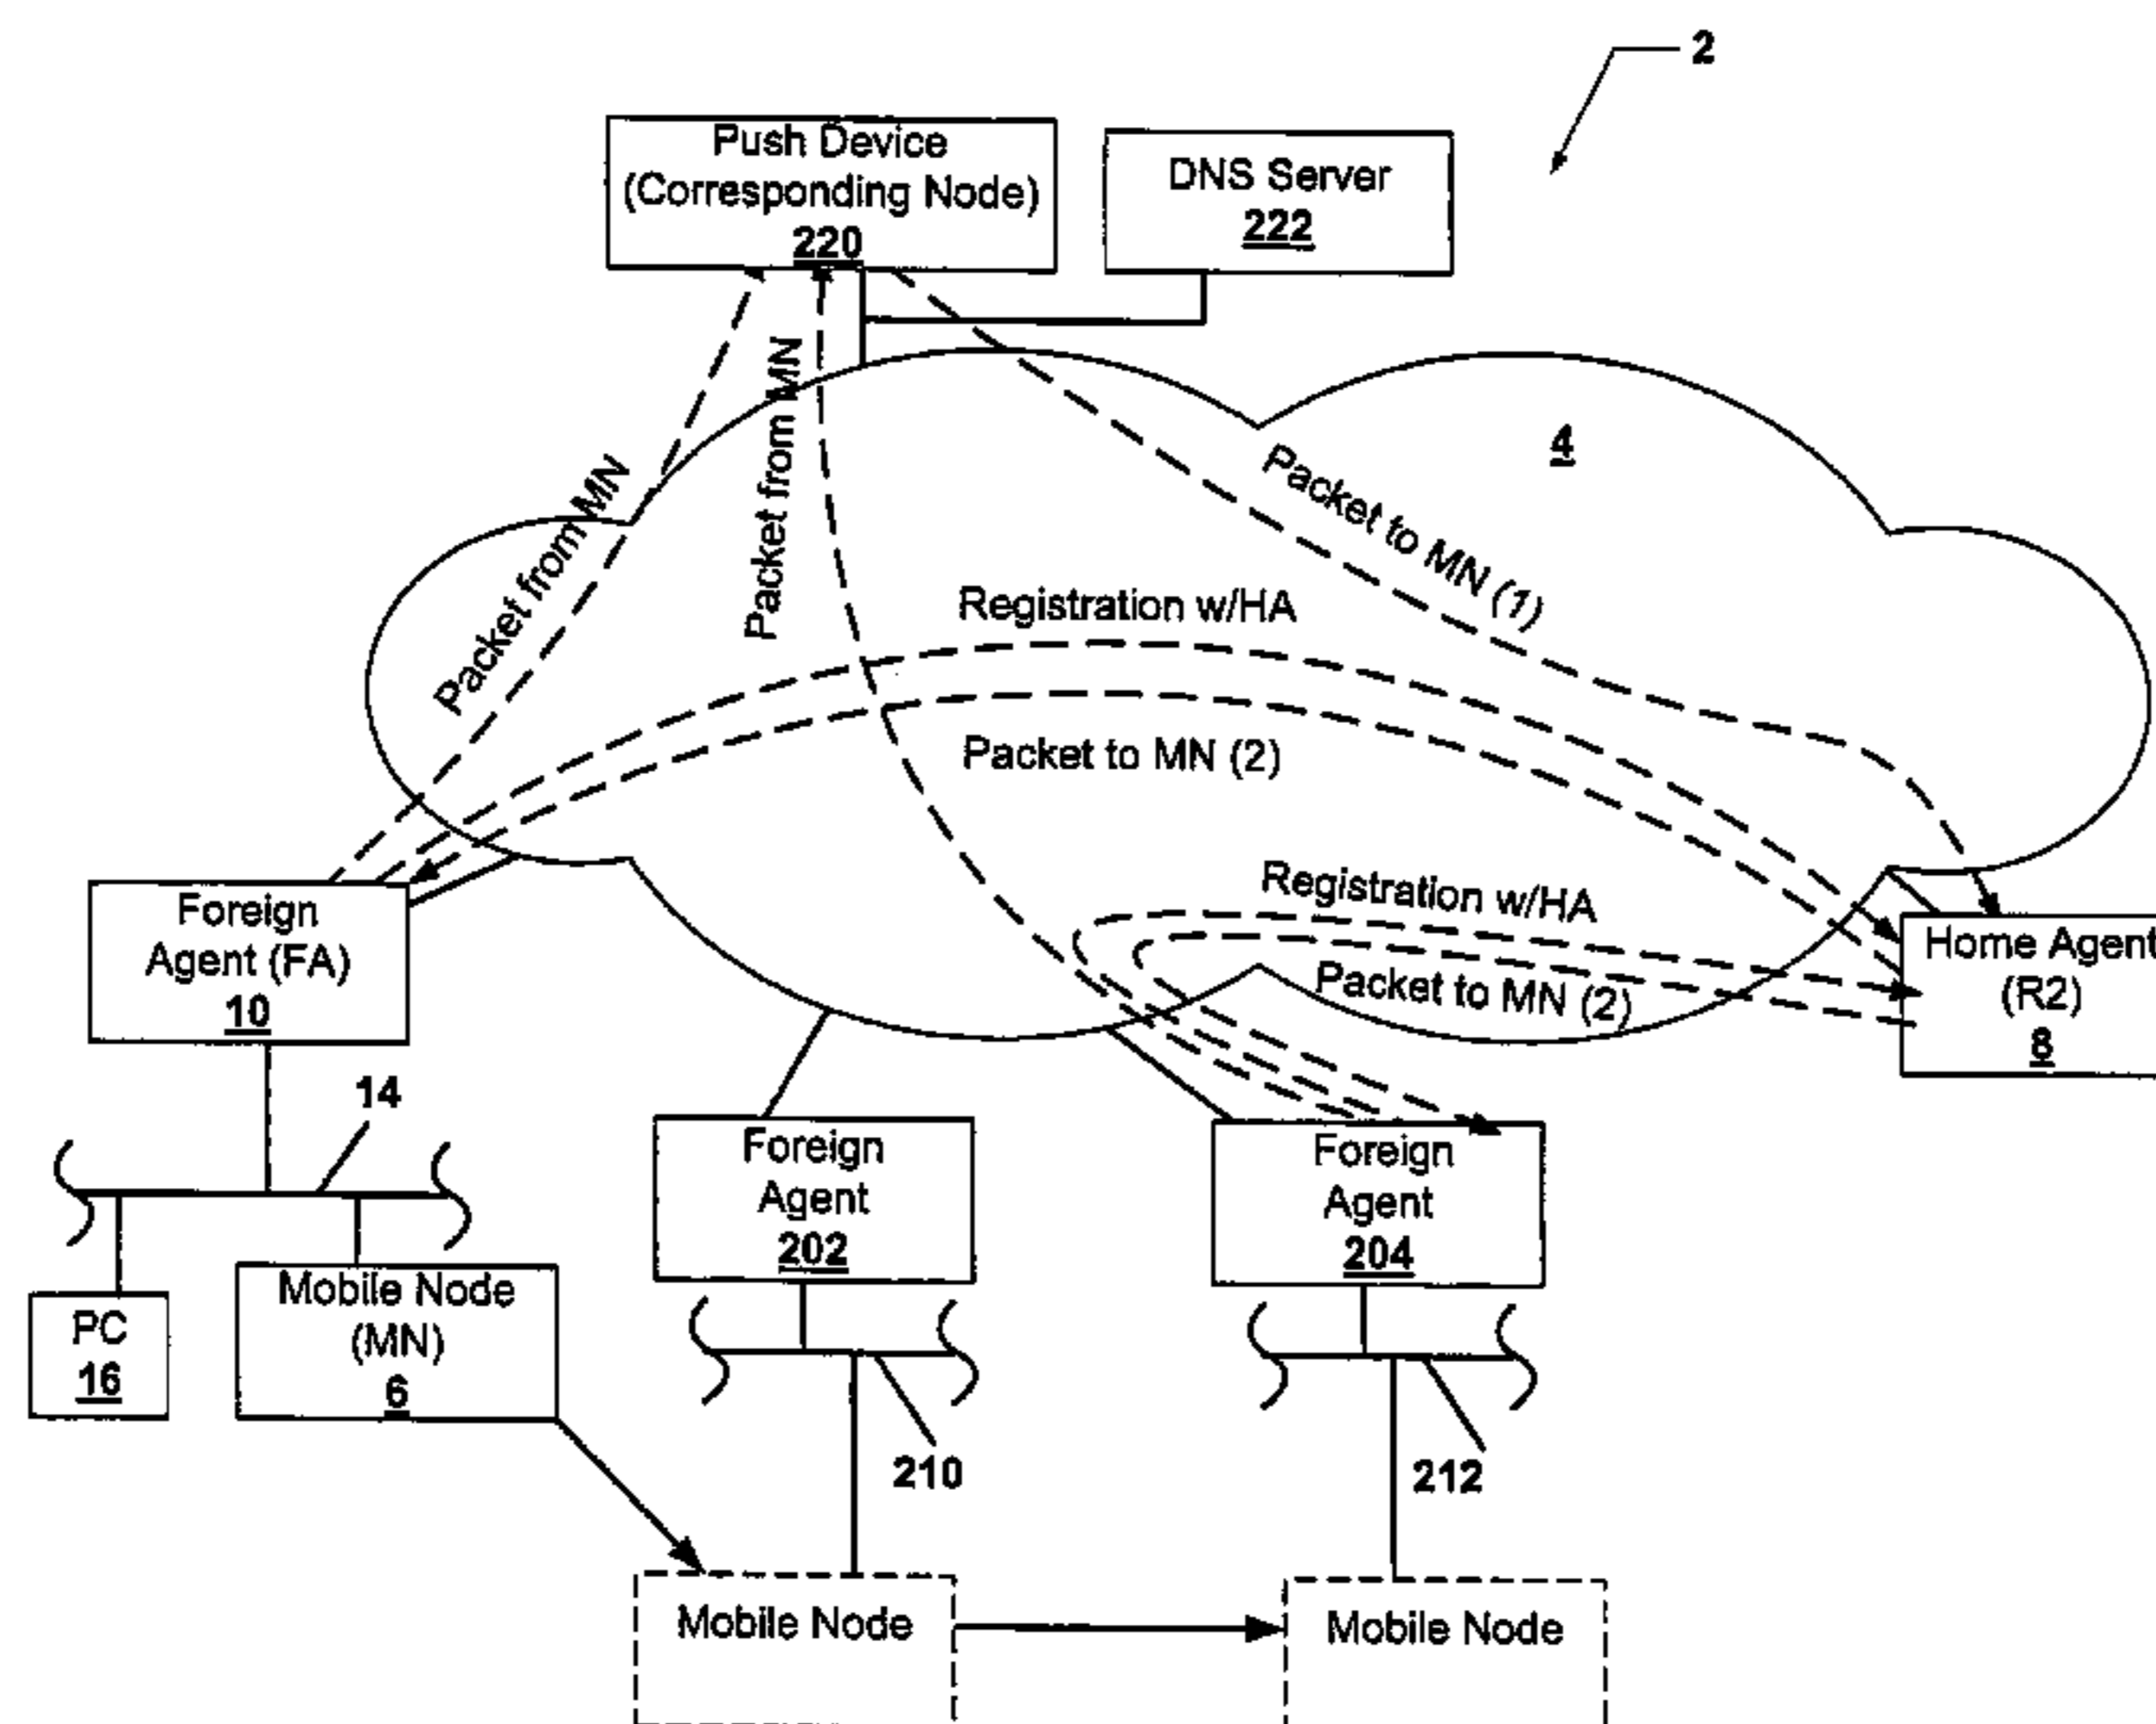 2
Push Device
(Corresponding Node)
220
DNS Server
222
4
Packet from MN
Packet from MN
Packet to MN (1)
Registration w/HA
Packet to MN (2)
Registration w/HA
Packet to MN (2)
Foreign
Agent (FA)
10
Home Agent
(R2)
8
14
Foreign
Agent
202
Foreign
Agent
204
PC
16
Mobile Node
(MN)
6
210
212
Mobile Node
Mobile Node